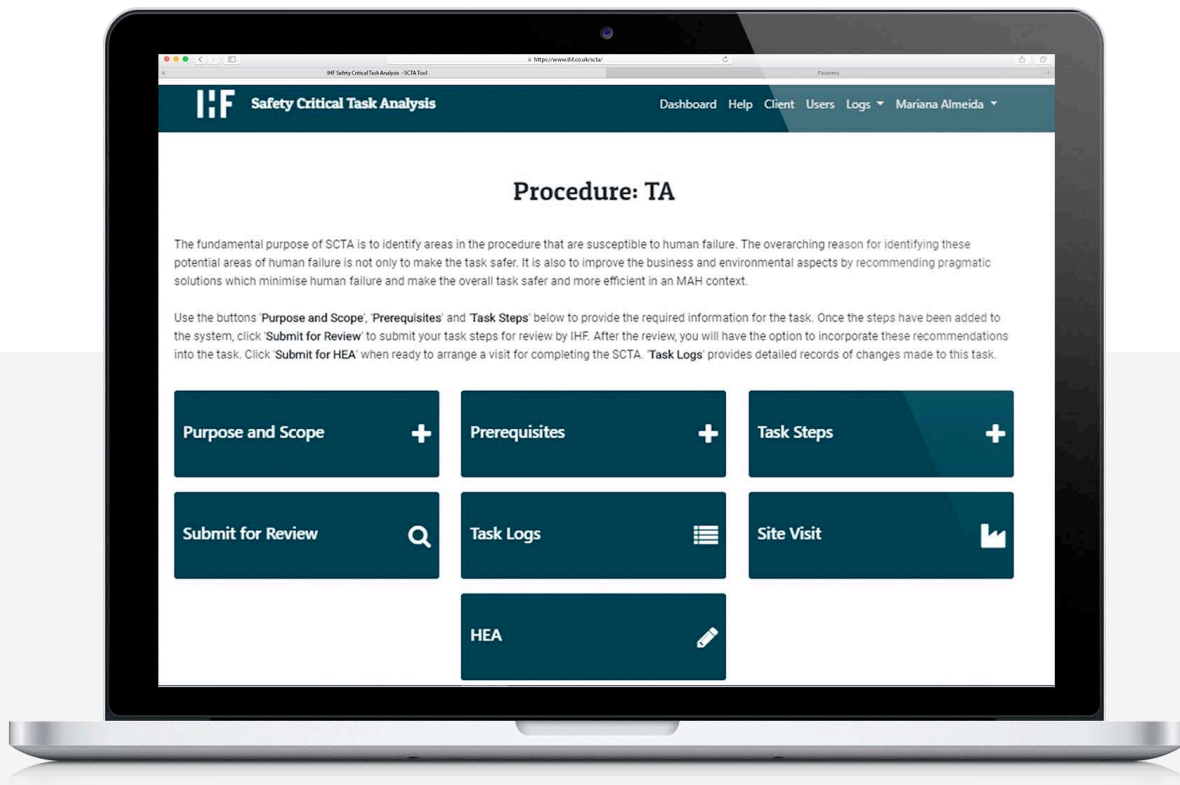 IHF Safety Critical Task Analysis - SCTA Tool
https://www.ihf.co.uk/scta/
Favorites
IHF
Safety Critical Task Analysis
Dashboard Help Client Users Logs Mariana Almeida
Procedure: TA
The fundamental purpose of SCTA is to identify areas in the procedure that are susceptible to human failure. The overarching reason for identifying these
potential areas of human failure is not only to make the task safer. It is also to improve the business and environmental aspects by recommending pragmatic
solutions which minimise human failure and make the overall task safer and more efficient in an MAH context.
Use the buttons 'Purpose and Scope', 'Prerequisites' and 'Task Steps' below to provide the required information for the task. Once the steps have been added to
the system, click 'Submit for Review' to submit your task steps for review by IHF. After the review, you will have the option to incorporate these recommendations
into the task. Click 'Submit for HEA' when ready to arrange a visit for completing the SCTA. 'Task Logs' provides detailed records of changes made to this task.
Purpose and Scope
Prerequisites
Task Steps
Submit for Review
Task Logs
Site Visit
HEA